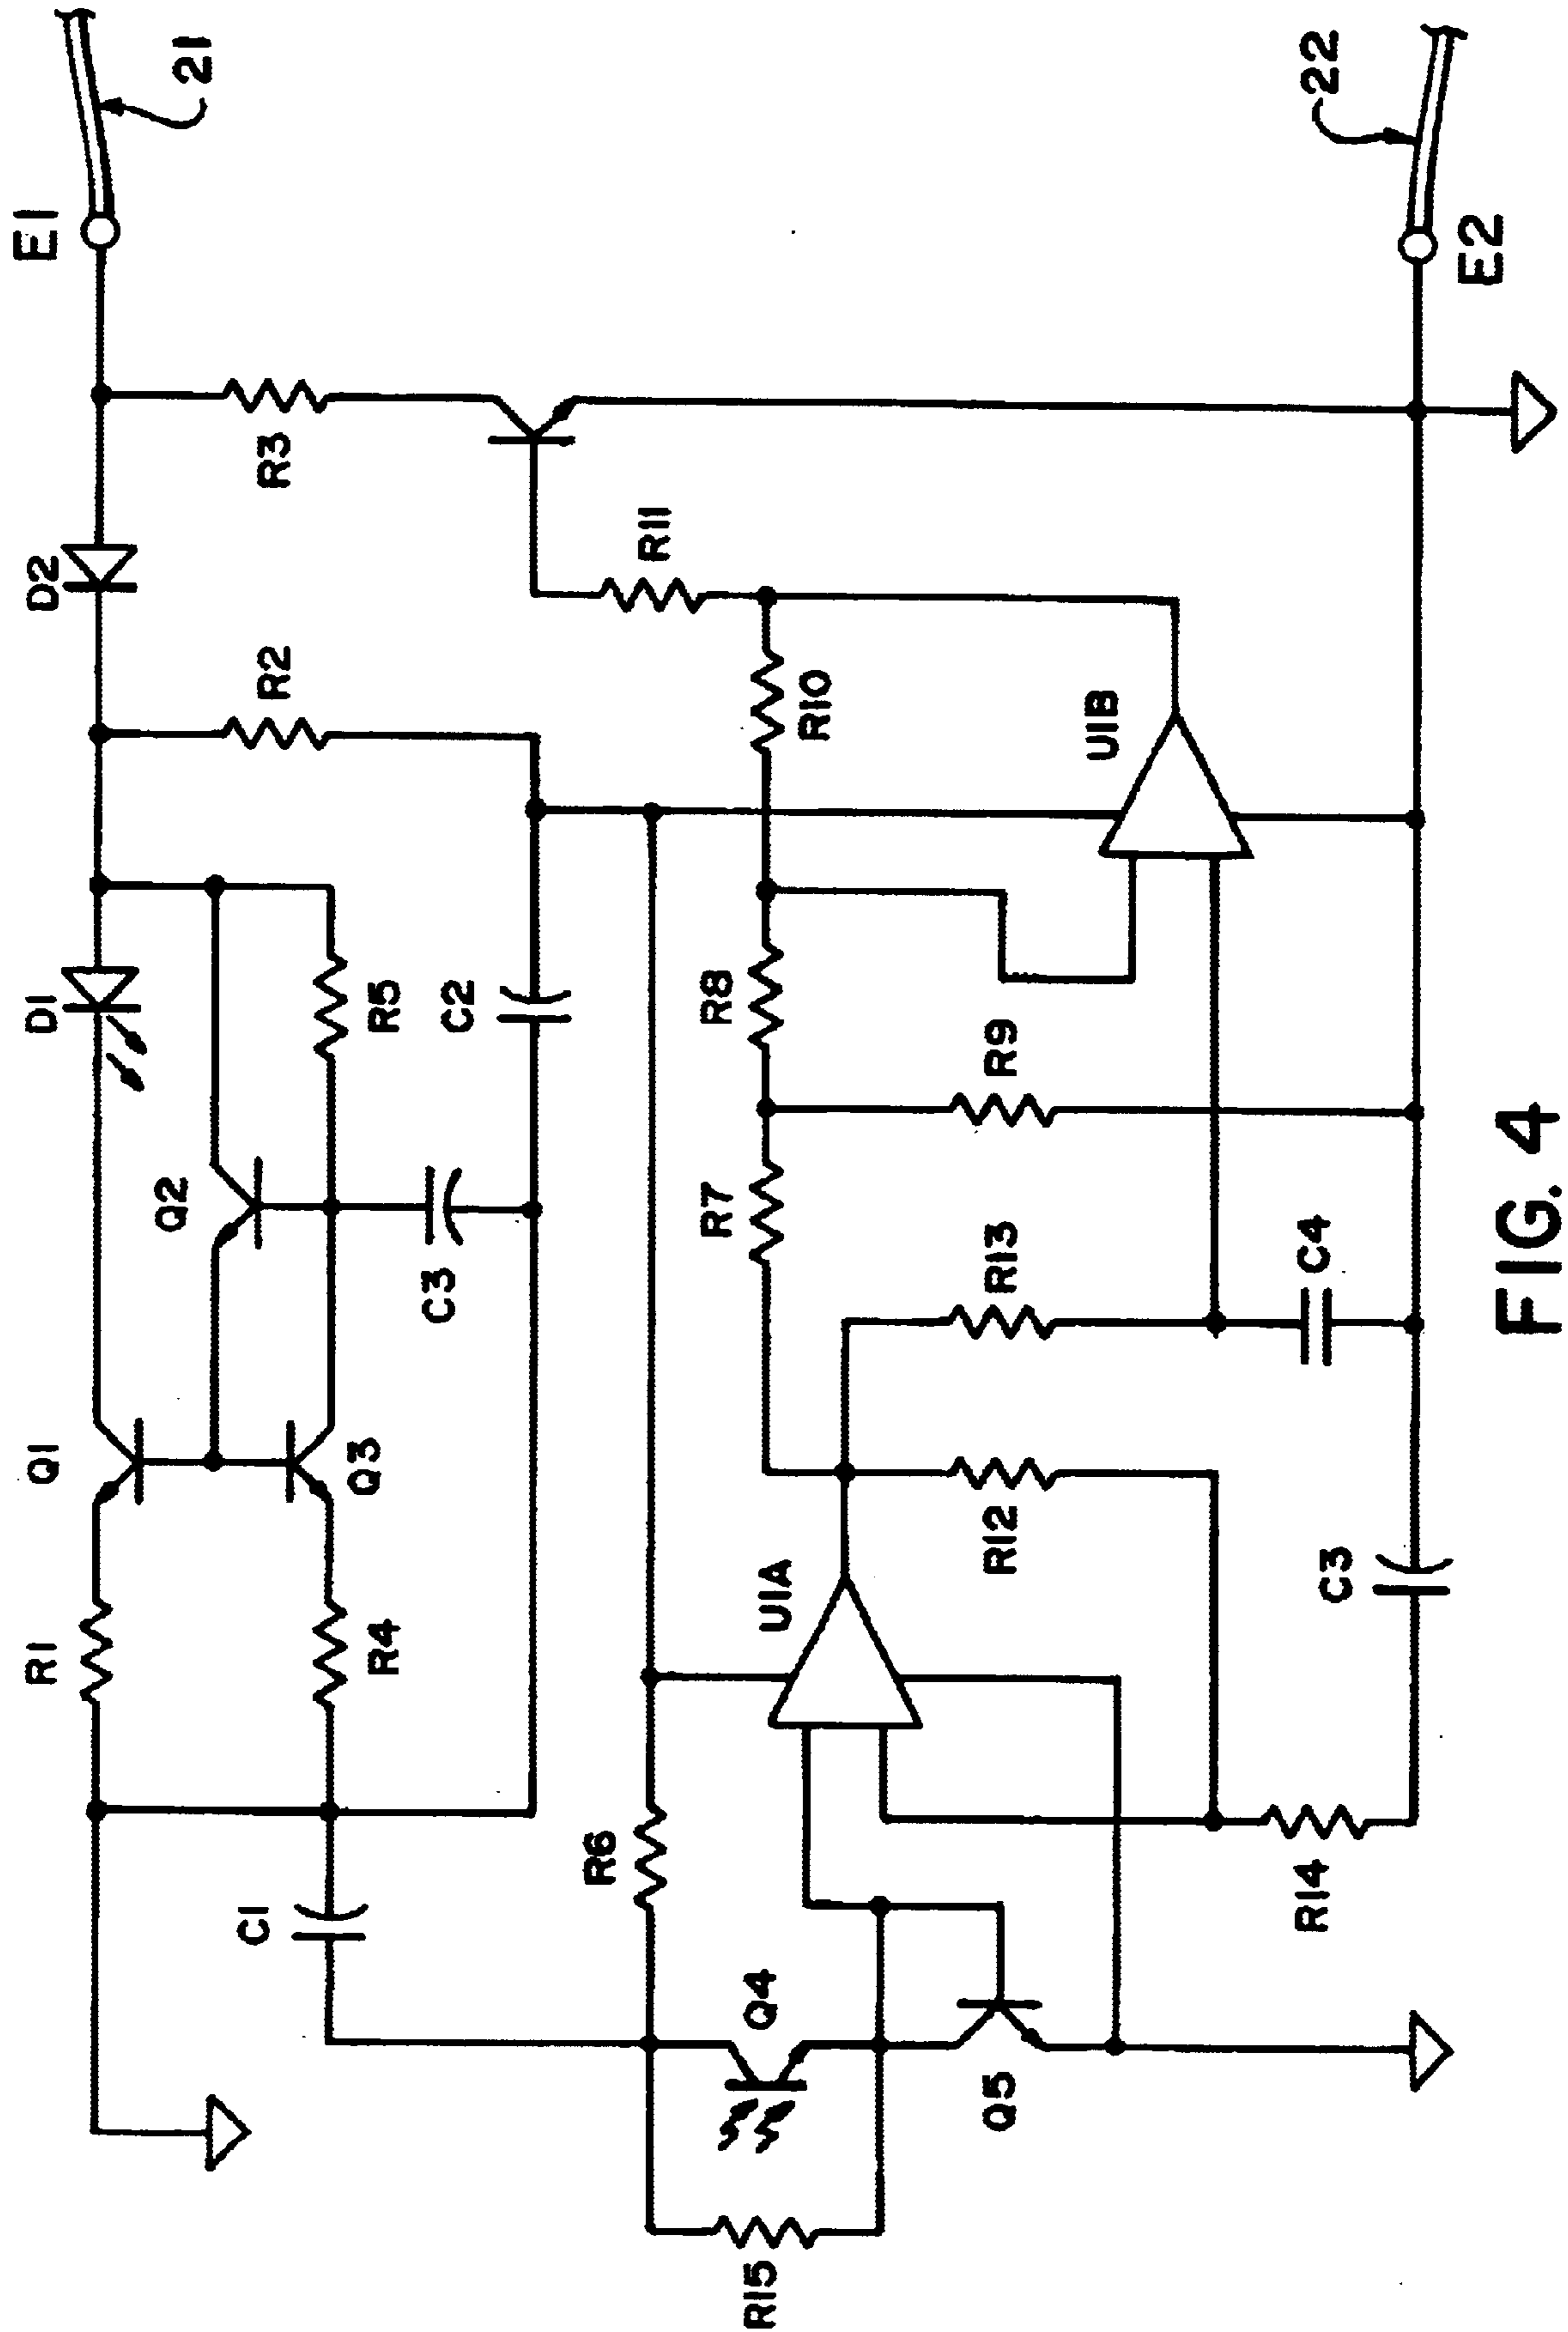 E1
21
D2
R3
R2
D1
R5
Q2
C2
C3
Q1
Q3
R1
R4
C1
R11
R10
U1B
R8
R9
R7
R13
C4
R12
U1A
C3
R6
R14
Q4
Q5
R15
22
E2
FIG. 4